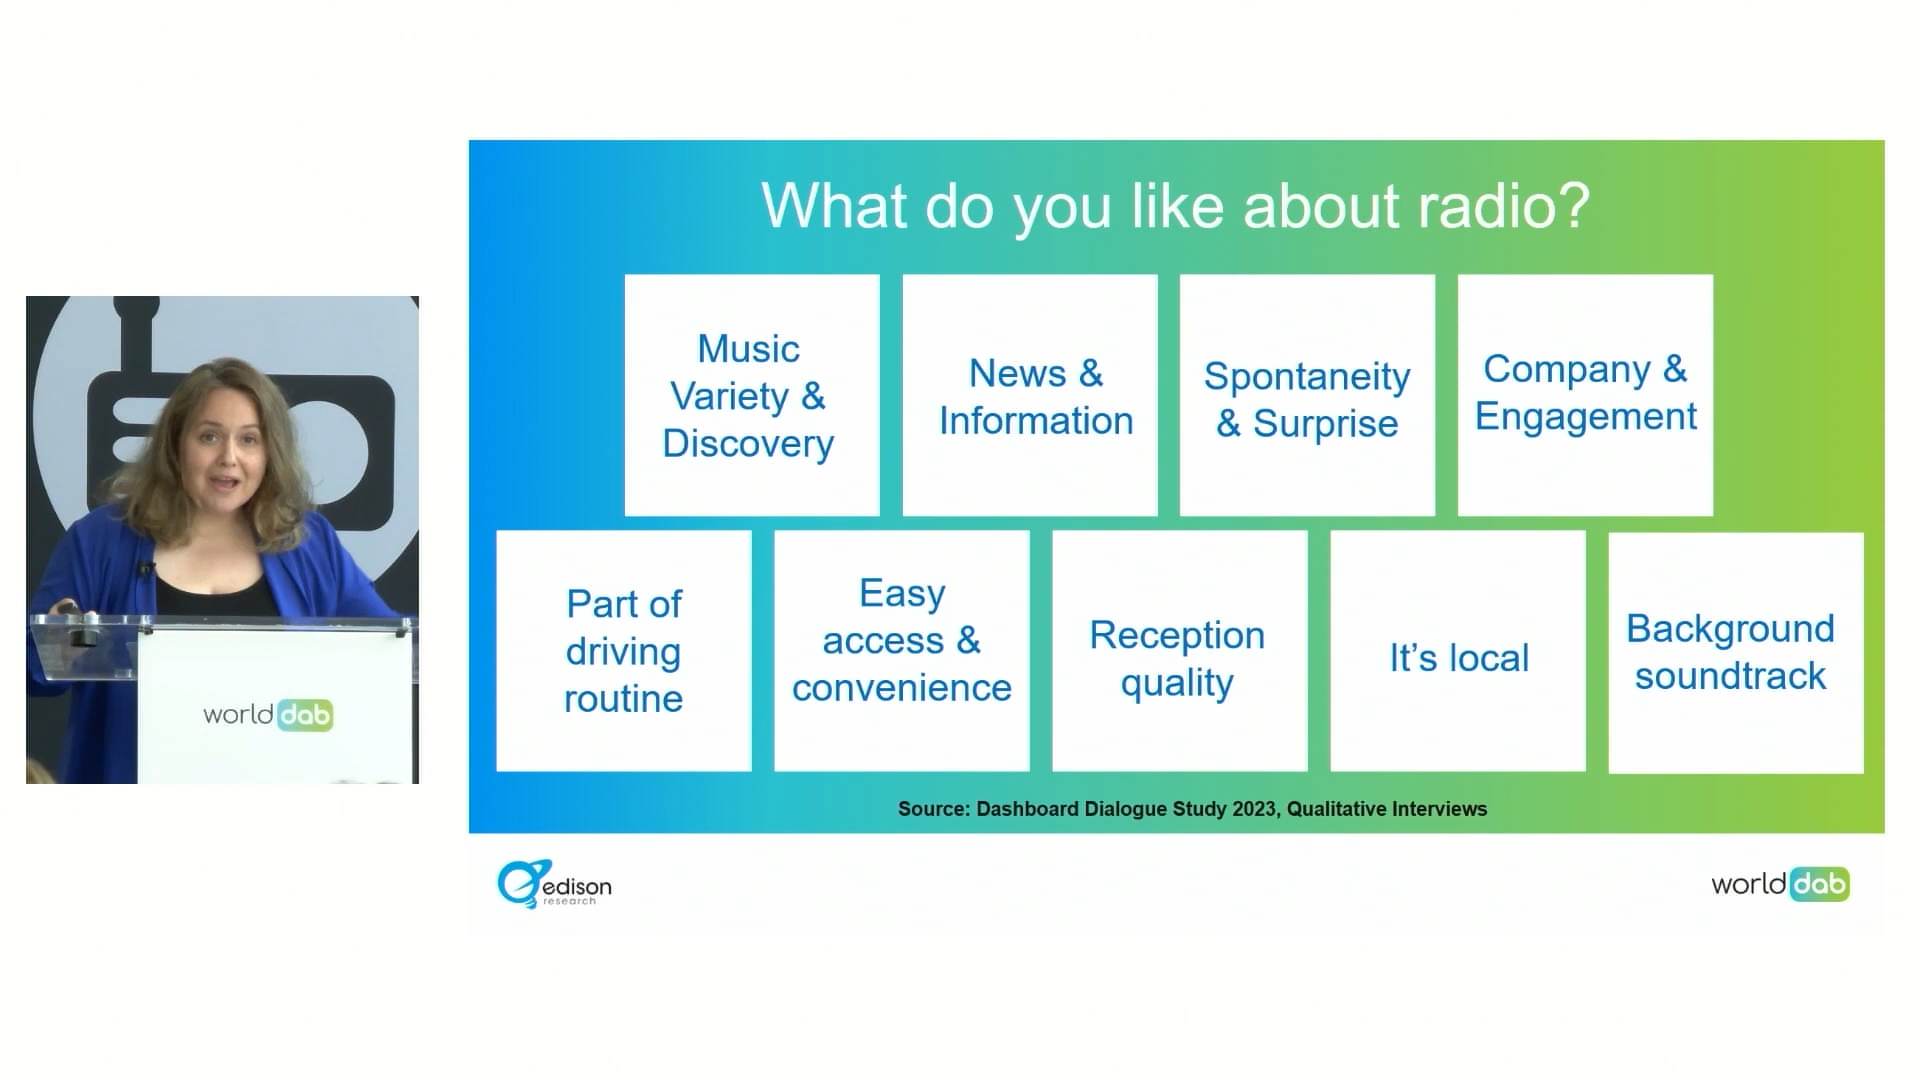 What do you like about radio?
Music
Variety &
Discovery
News &
Information
Spontaneity
& Surprise
Company &
Engagement
Part of
driving
routine
Easy
access &
convenience
Reception
quality
It's local
Background
soundtrack
Source: Dashboard Dialogue Study 2023, Qualitative Interviews
edison
research
world dab
world dab